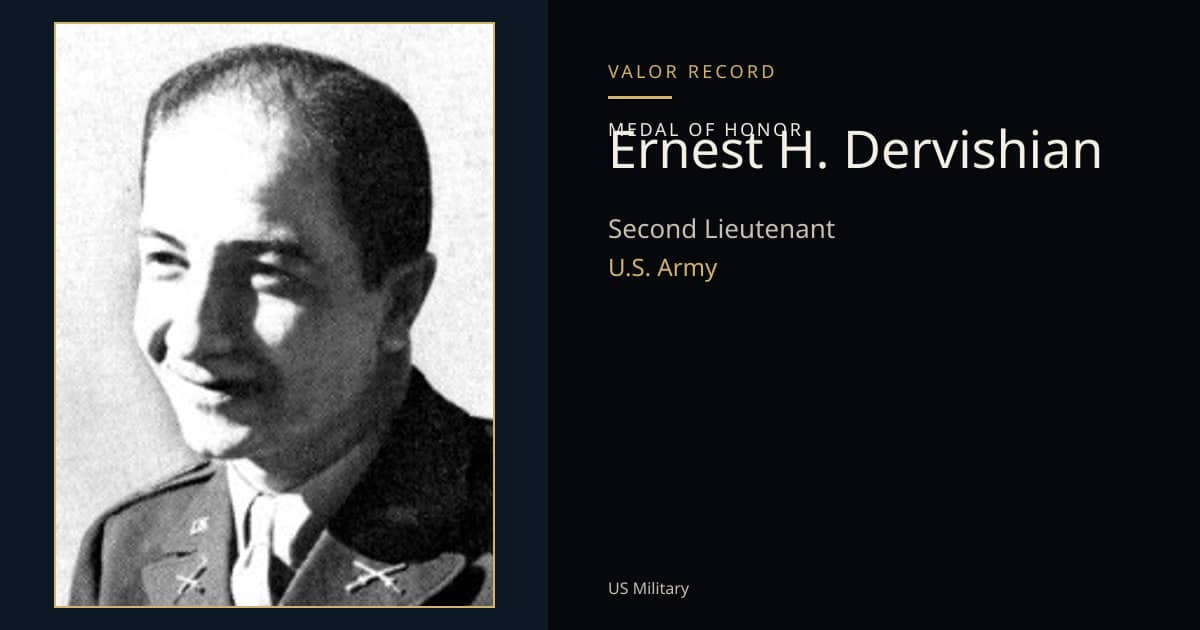 VALOR RECORD
MEDAL OF HONOR
Ernest H. Dervishian
Second Lieutenant
U.S. Army
US Military